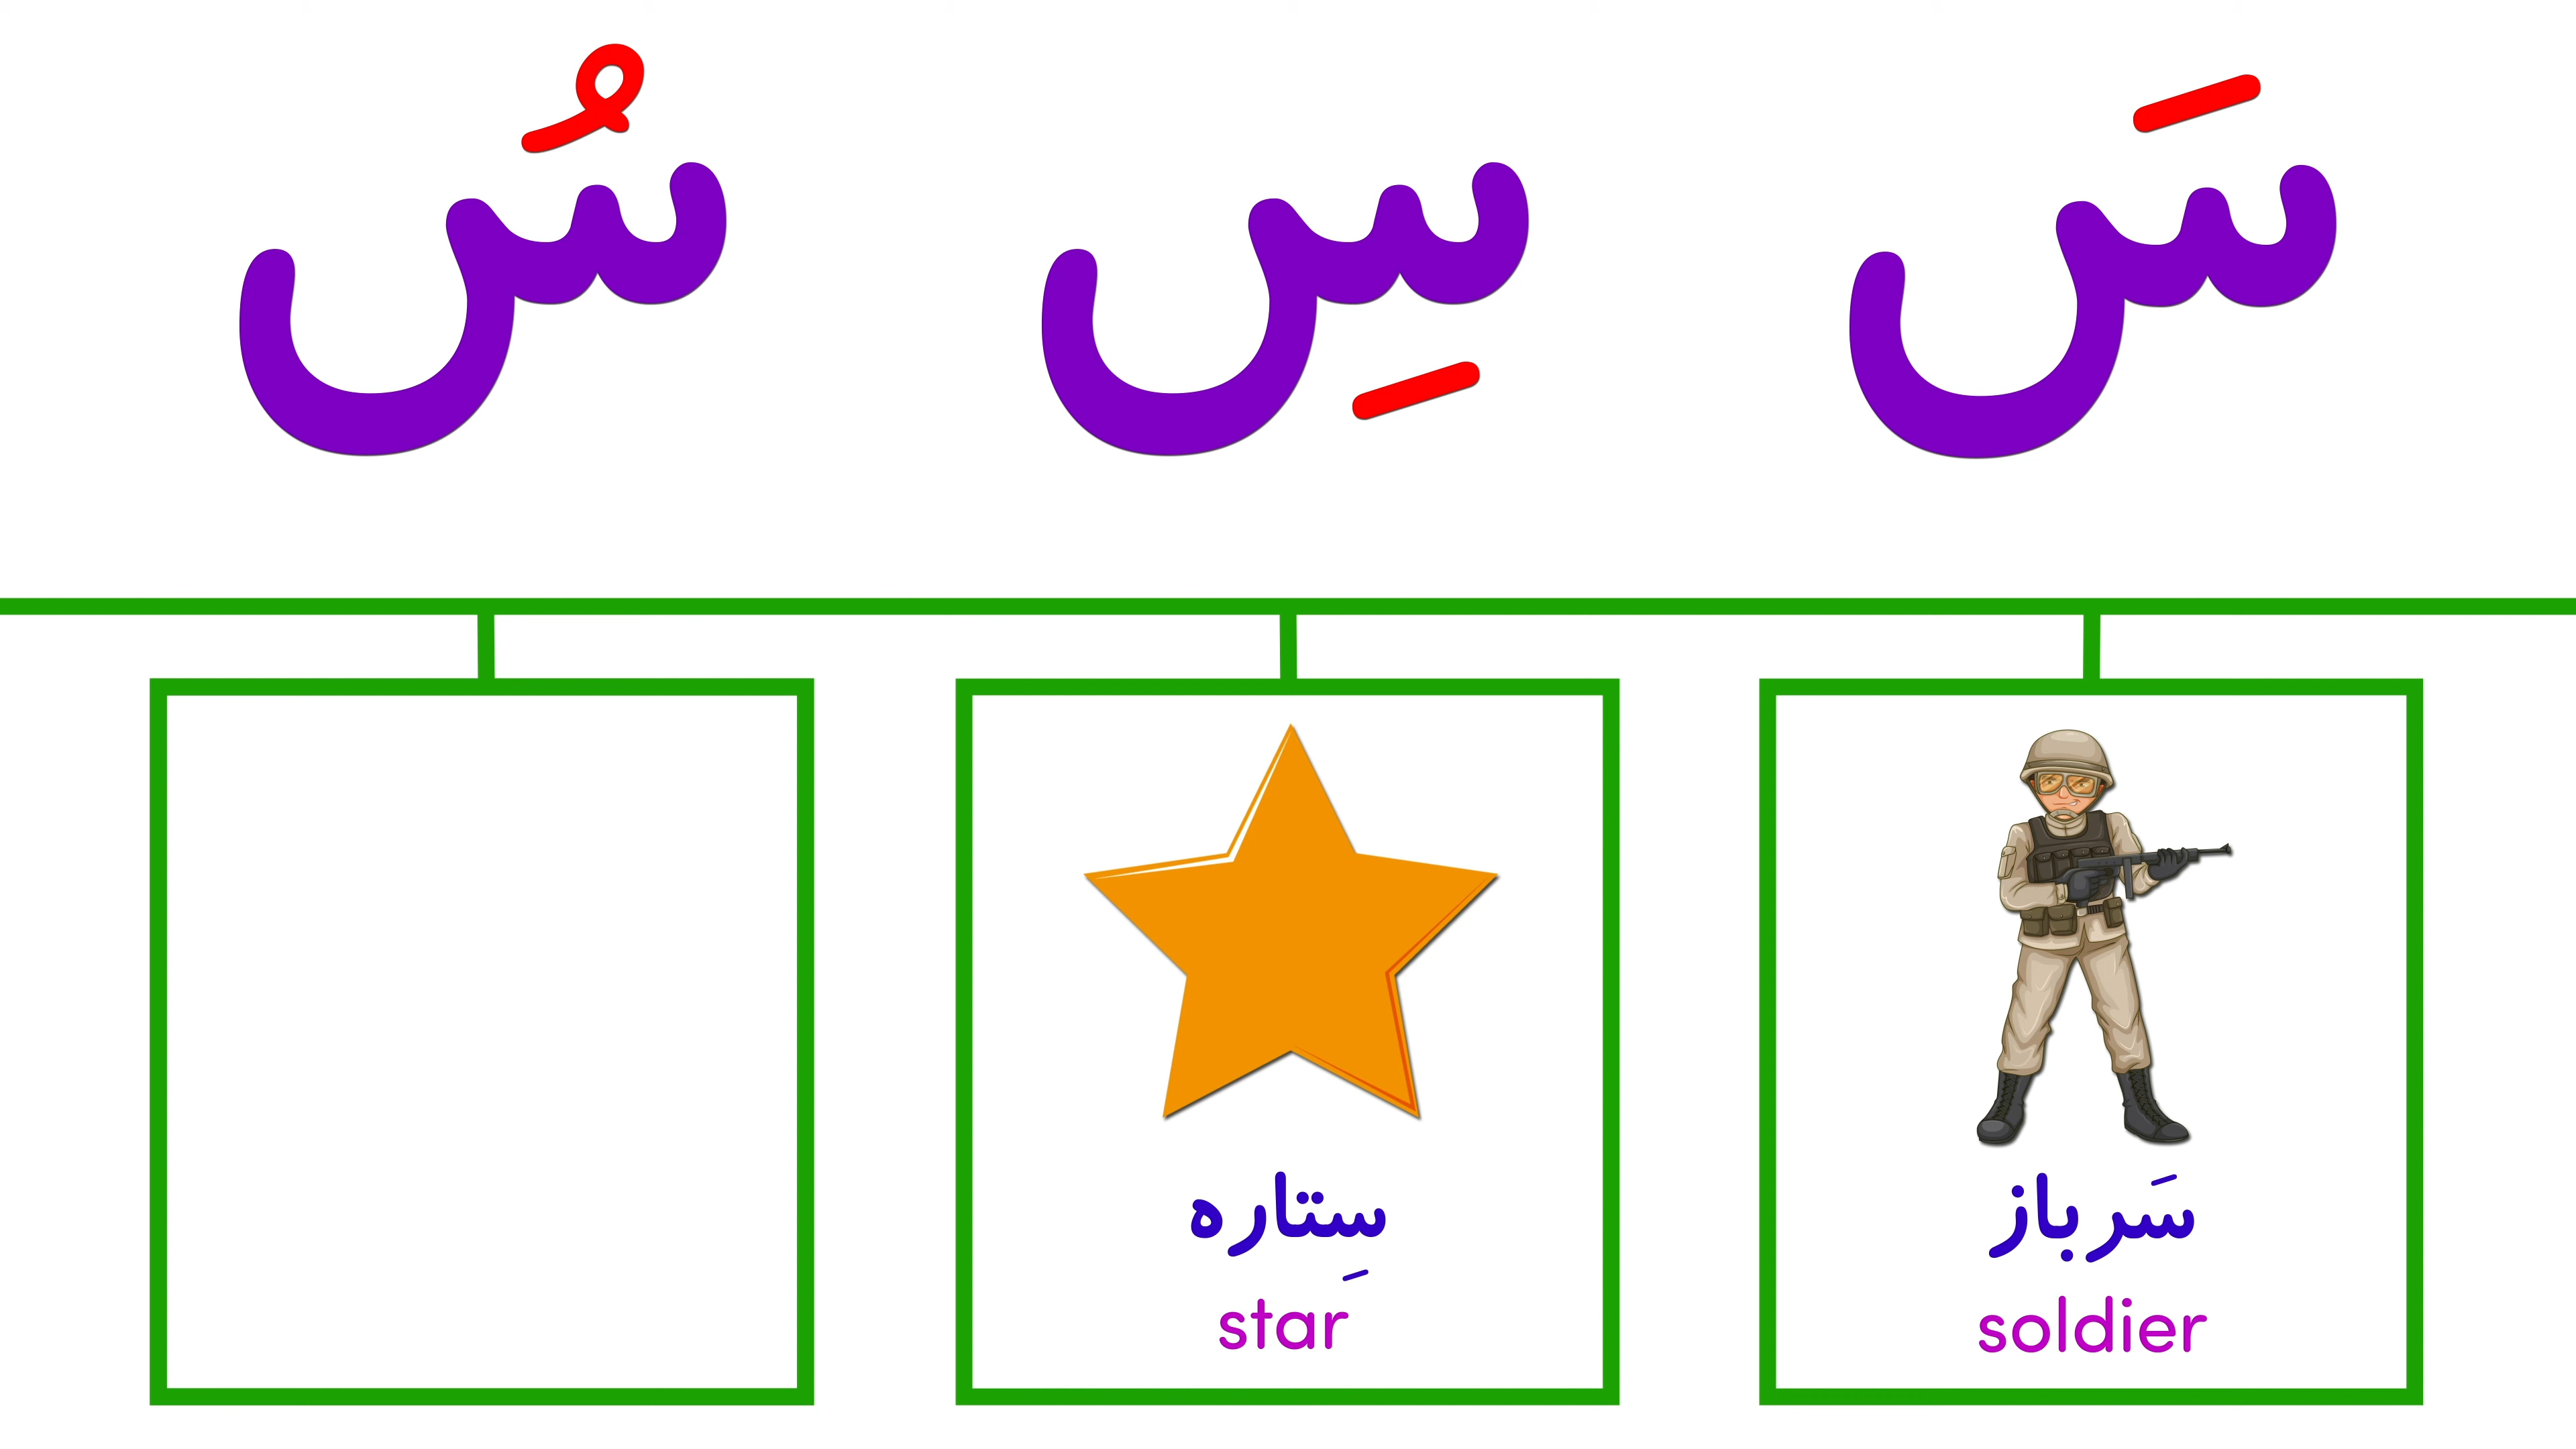 سَ سِ سُ
سَرباز
soldier
سِتاره
star